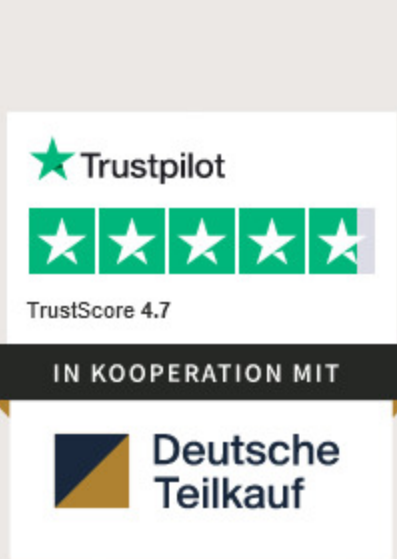 Trustpilot
TrustScore 4.7
IN KOOPERATION MIT
Deutsche
Teilkauf